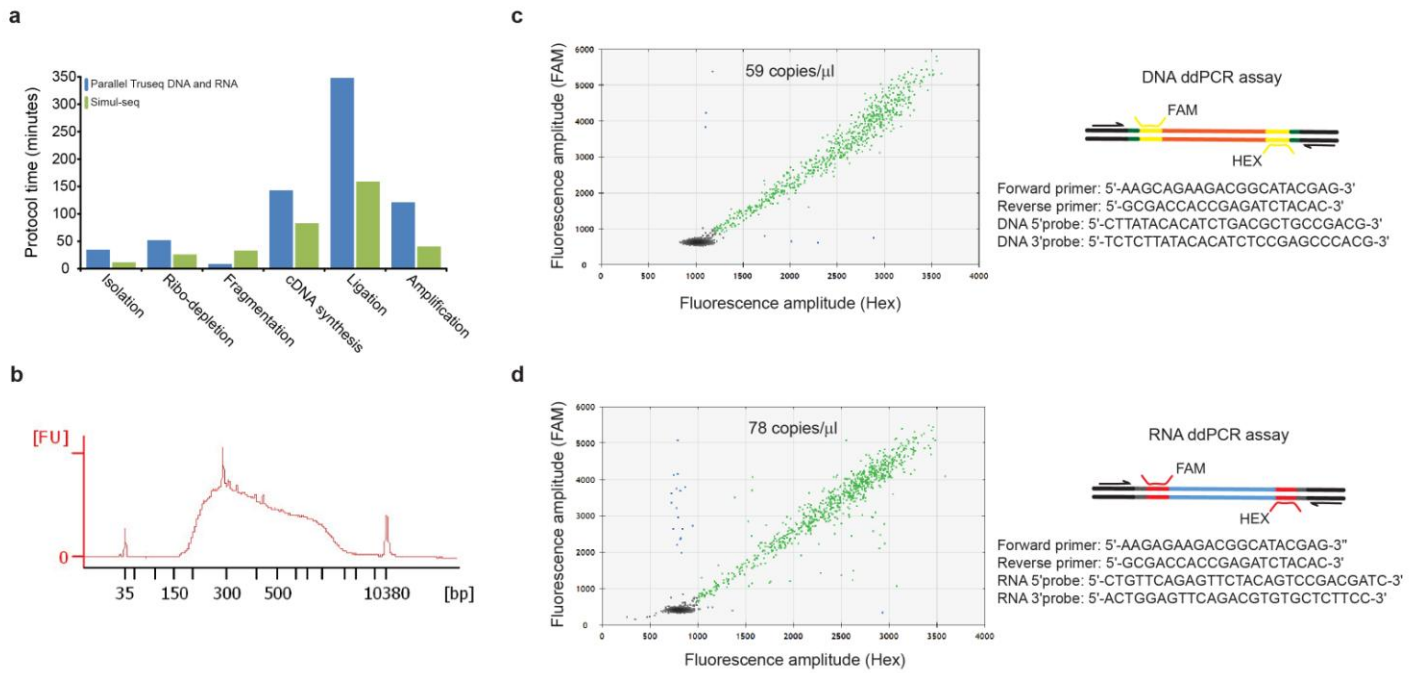 a
350
300
250
200
150
100
50
0
Protocol time (minutes)
Parallel Truseq DNA and RNA
Simul-seq
Isolation
Ribo-depletion
Fragmentation
cDNA synthesis
Ligation
Amplification
b
[FU]
0
35 150 300 500 10380 [bp]
c
Fluorescence amplitude (FAM)
6000
5000
4000
3000
2000
1000
0
59 copies/µl
0 500 1000 1500 2000 2500 3000 3500 4000
Fluorescence amplitude (Hex)
DNA ddPCR assay
FAM
HEX
Forward primer: 5'-AAGCAGAAGACGGCATACGAG-3'
Reverse primer: 5'-GCGACCACCGAGATCTACAC-3'
DNA 5'probe: 5'-CTTATACACATCTGACGCTGCCGACG-3'
DNA 3'probe: 5'-TCTCTTATACACATCTCCGAGCCCACG-3'
d
Fluorescence amplitude (FAM)
6000
5000
4000
3000
2000
1000
0
78 copies/µl
0 500 1000 1500 2000 2500 3000 3500 4000
Fluorescence amplitude (Hex)
RNA ddPCR assay
FAM
HEX
Forward primer: 5'-AAGAGAAGACGGCATACGAG-3"
Reverse primer: 5'-GCGACCACCGAGATCTACAC-3'
RNA 5'probe: 5'-CTGTTCAGAGTTCTACAGTCCGACGATC-3'
RNA 3'probe: 5'-ACTGGAGTTCAGACGTGTGCTCTTCC-3'